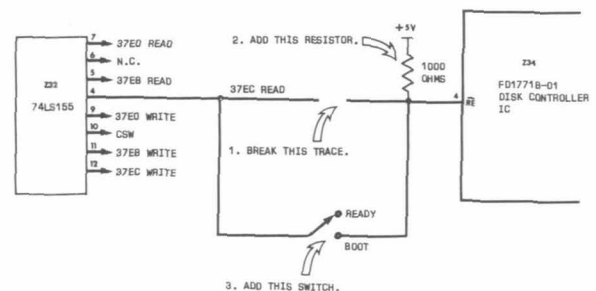 +5V
7 37E0 READ
2. ADD THIS RESISTOR.
6 N.C.
Z32
5 37E8 READ
1000 OHMS
Z34
FD1771B-01
DISK CONTROLLER
IC
74LS155
4
37EC READ
4
RE
9 37E0 WRITE
10 CSW
1. BREAK THIS TRACE.
11 37E8 WRITE
12 37EC WRITE
READY
BOOT
3. ADD THIS SWITCH.